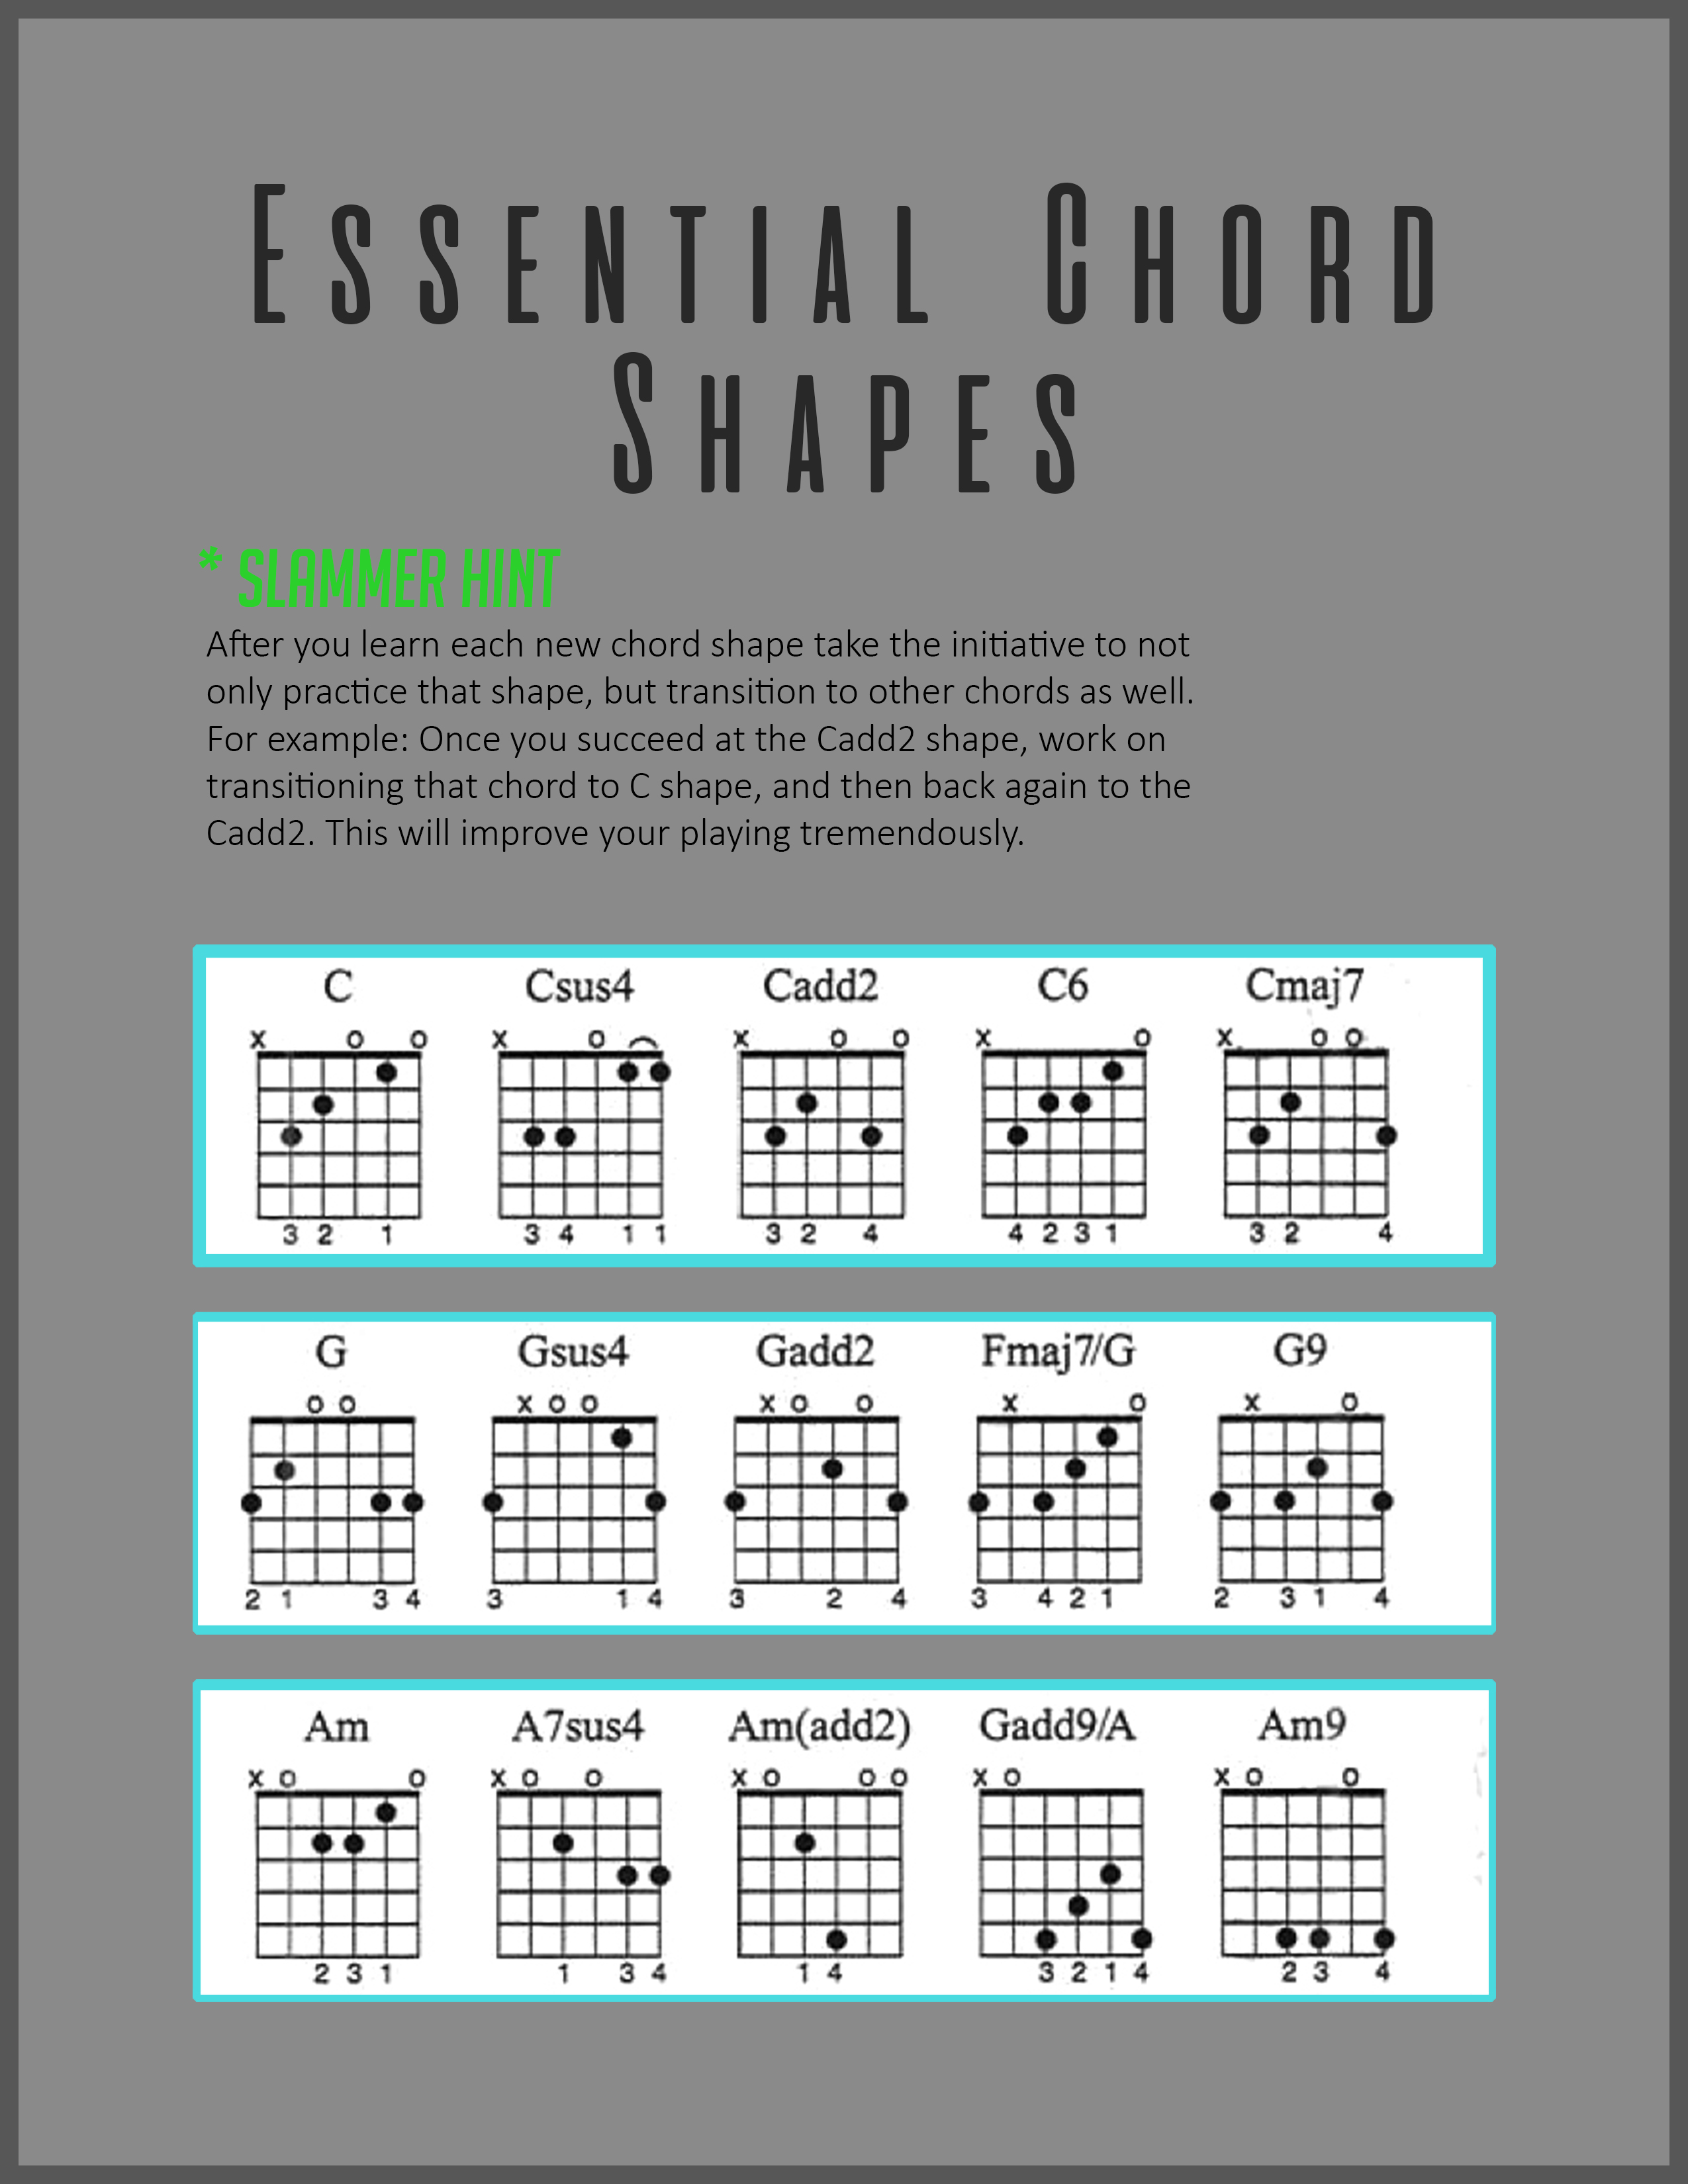 Essential Chord
Shapes
* SLAMMER HINT
After you learn each new chord shape take the initiative to not
only practice that shape, but transition to other chords as well.
For example: Once you succeed at the Cadd2 shape, work on
transitioning that chord to C shape, and then back again to the
Cadd2. This will improve your playing tremendously.
C Csus4 Cadd2 C6 Cmaj7
x o o x o x o o x o x o o
3 2 1 3 4 1 1 3 2 4 4 2 3 1 3 2 4
G Gsus4 Gadd2 Fmaj7/G G9
o o x o o x o o x o x o
2 1 3 4 3 1 4 3 2 4 3 4 2 1 2 3 1 4
Am A7sus4 Am(add2) Gadd9/A Am9
x o o x o o x o o o x o x o o
2 3 1 1 3 4 1 4 3 2 1 4 2 3 4